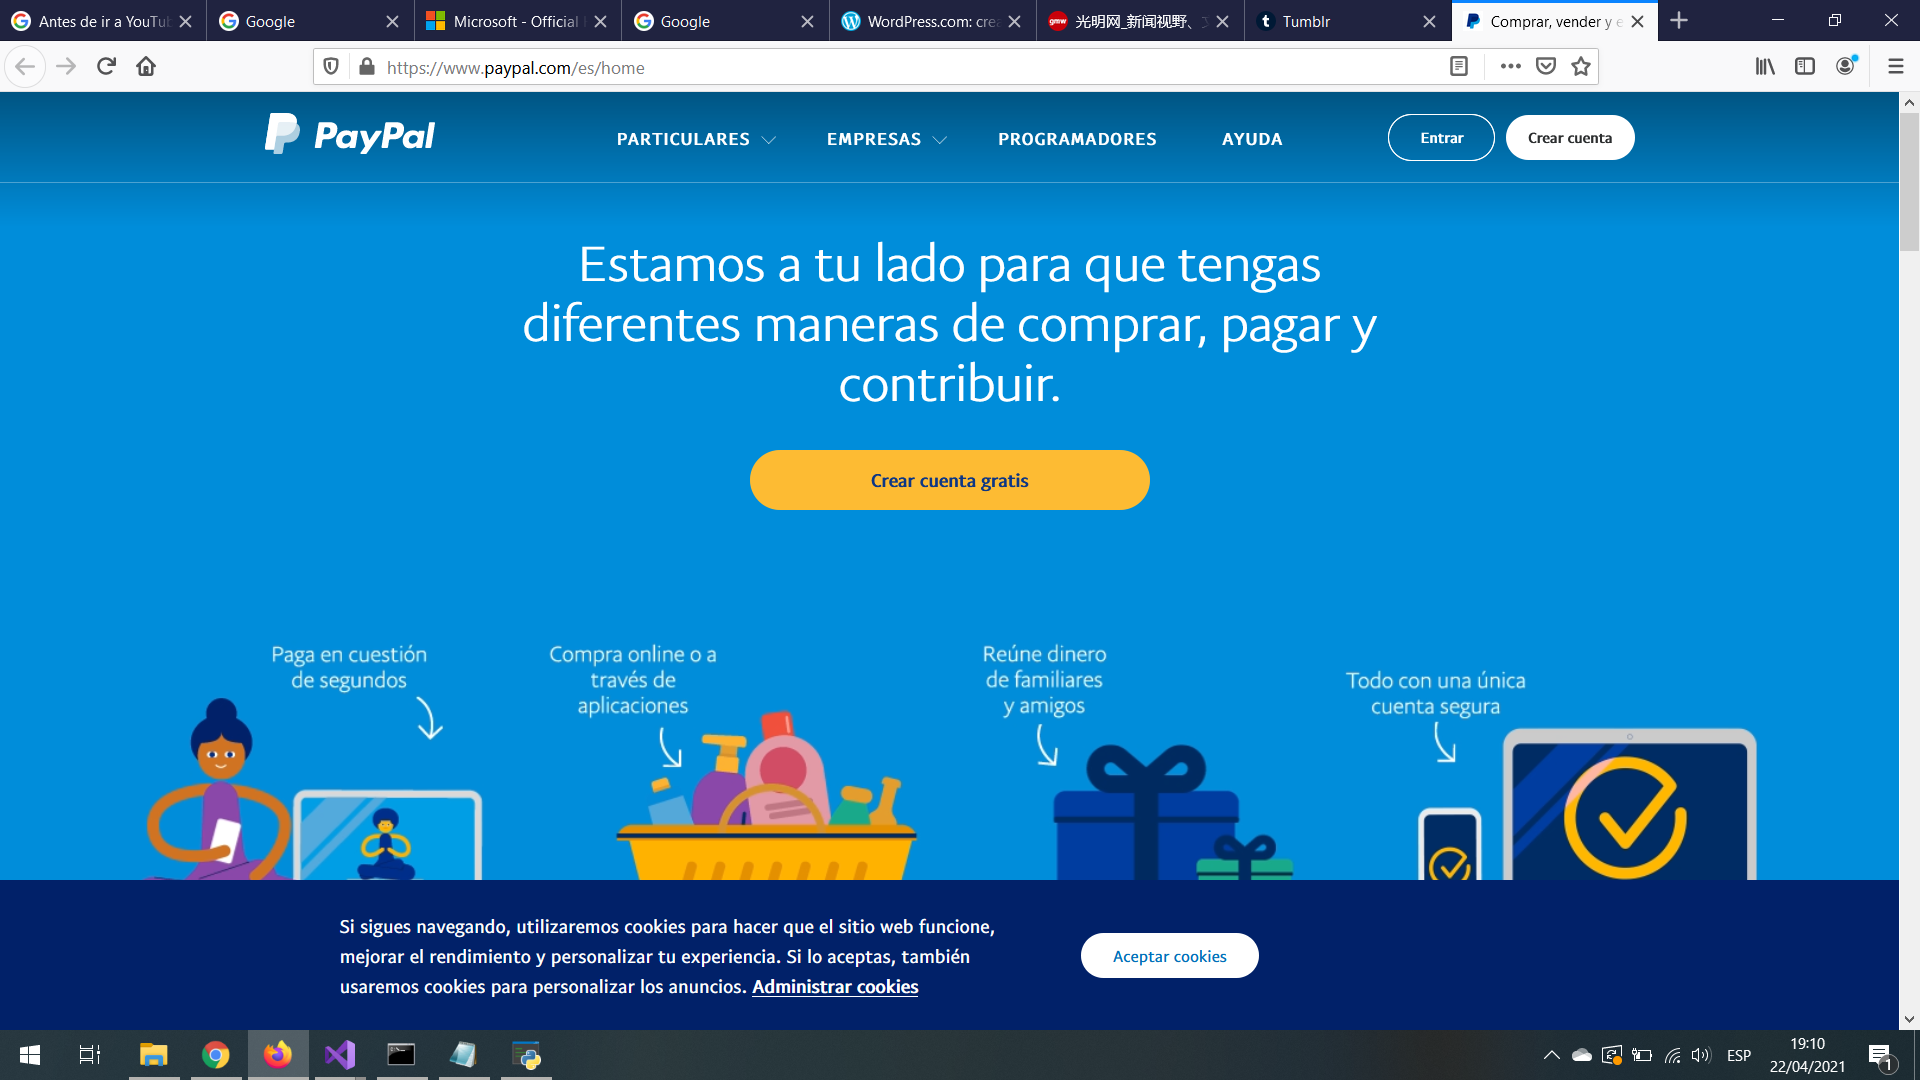 Antes de ir a YouTu
Google
Microsoft - Official
Google
WordPress.com: crea
光明网_新闻视野、
Tumblr
Comprar, vender y e
https://www.paypal.com/es/home
PayPal
PARTICULARES
EMPRESAS
PROGRAMADORES
AYUDA
Entrar
Crear cuenta
Estamos a tu lado para que tengas
diferentes maneras de comprar, pagar y
contribuir.
Crear cuenta gratis
Paga en cuestión
de segundos
Compra online o a
través de
aplicaciones
Reúne dinero
de familiares
y amigos
Todo con una única
cuenta segura
Si sigues navegando, utilizaremos cookies para hacer que el sitio web funcione,
mejorar el rendimiento y personalizar tu experiencia. Si lo aceptas, también
usaremos cookies para personalizar los anuncios. Administrar cookies
Aceptar cookies
ESP
19:10
22/04/2021
1